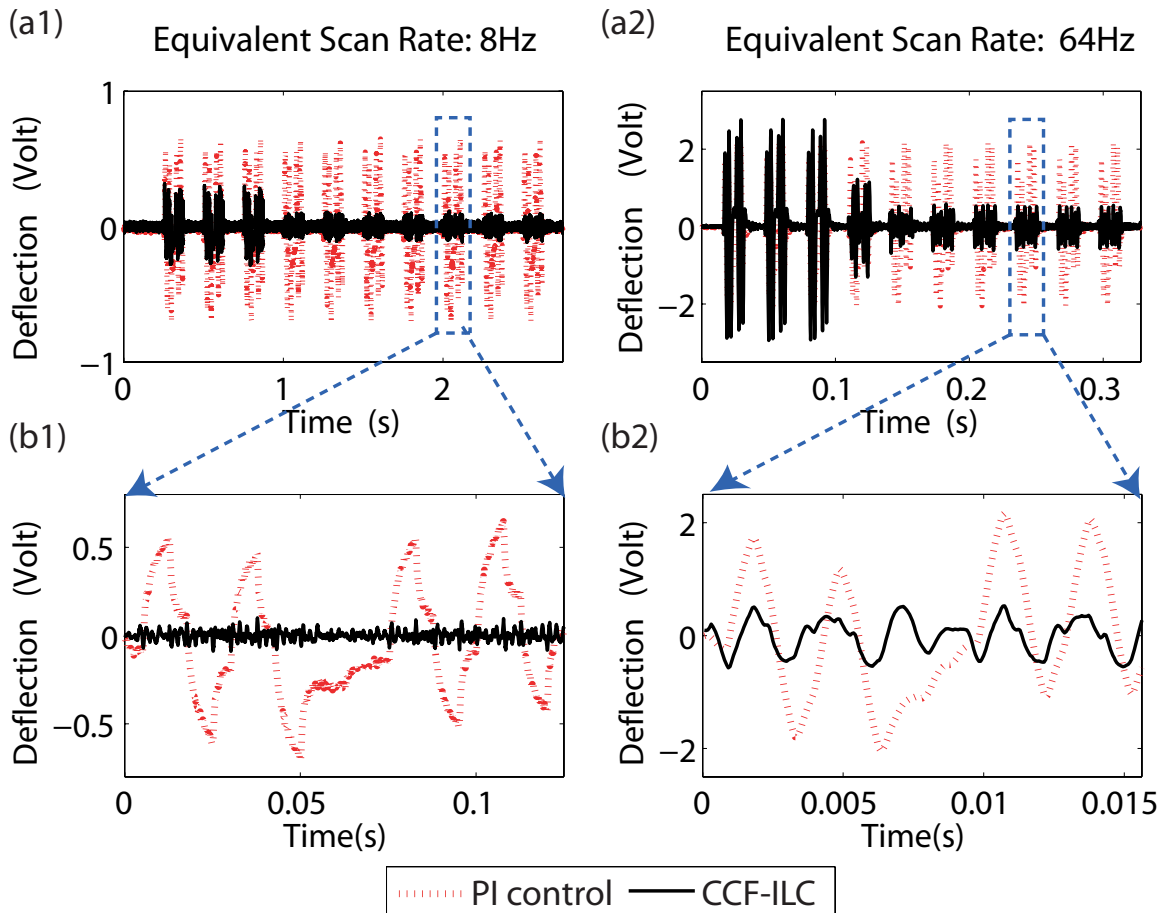 (a1)
Equivalent Scan Rate: 8Hz
Deflection (Volt)
1
0
−1
0
1
2
Time (s)
(a2)
Equivalent Scan Rate: 64Hz
Deflection (Volt)
2
0
−2
0
0.1
0.2
0.3
Time (s)
(b1)
Deflection (Volt)
0.5
0
−0.5
0
0.05
0.1
Time(s)
(b2)
Deflection (Volt)
2
0
−2
0
0.005
0.01
0.015
Time(s)
PI control
CCF-ILC